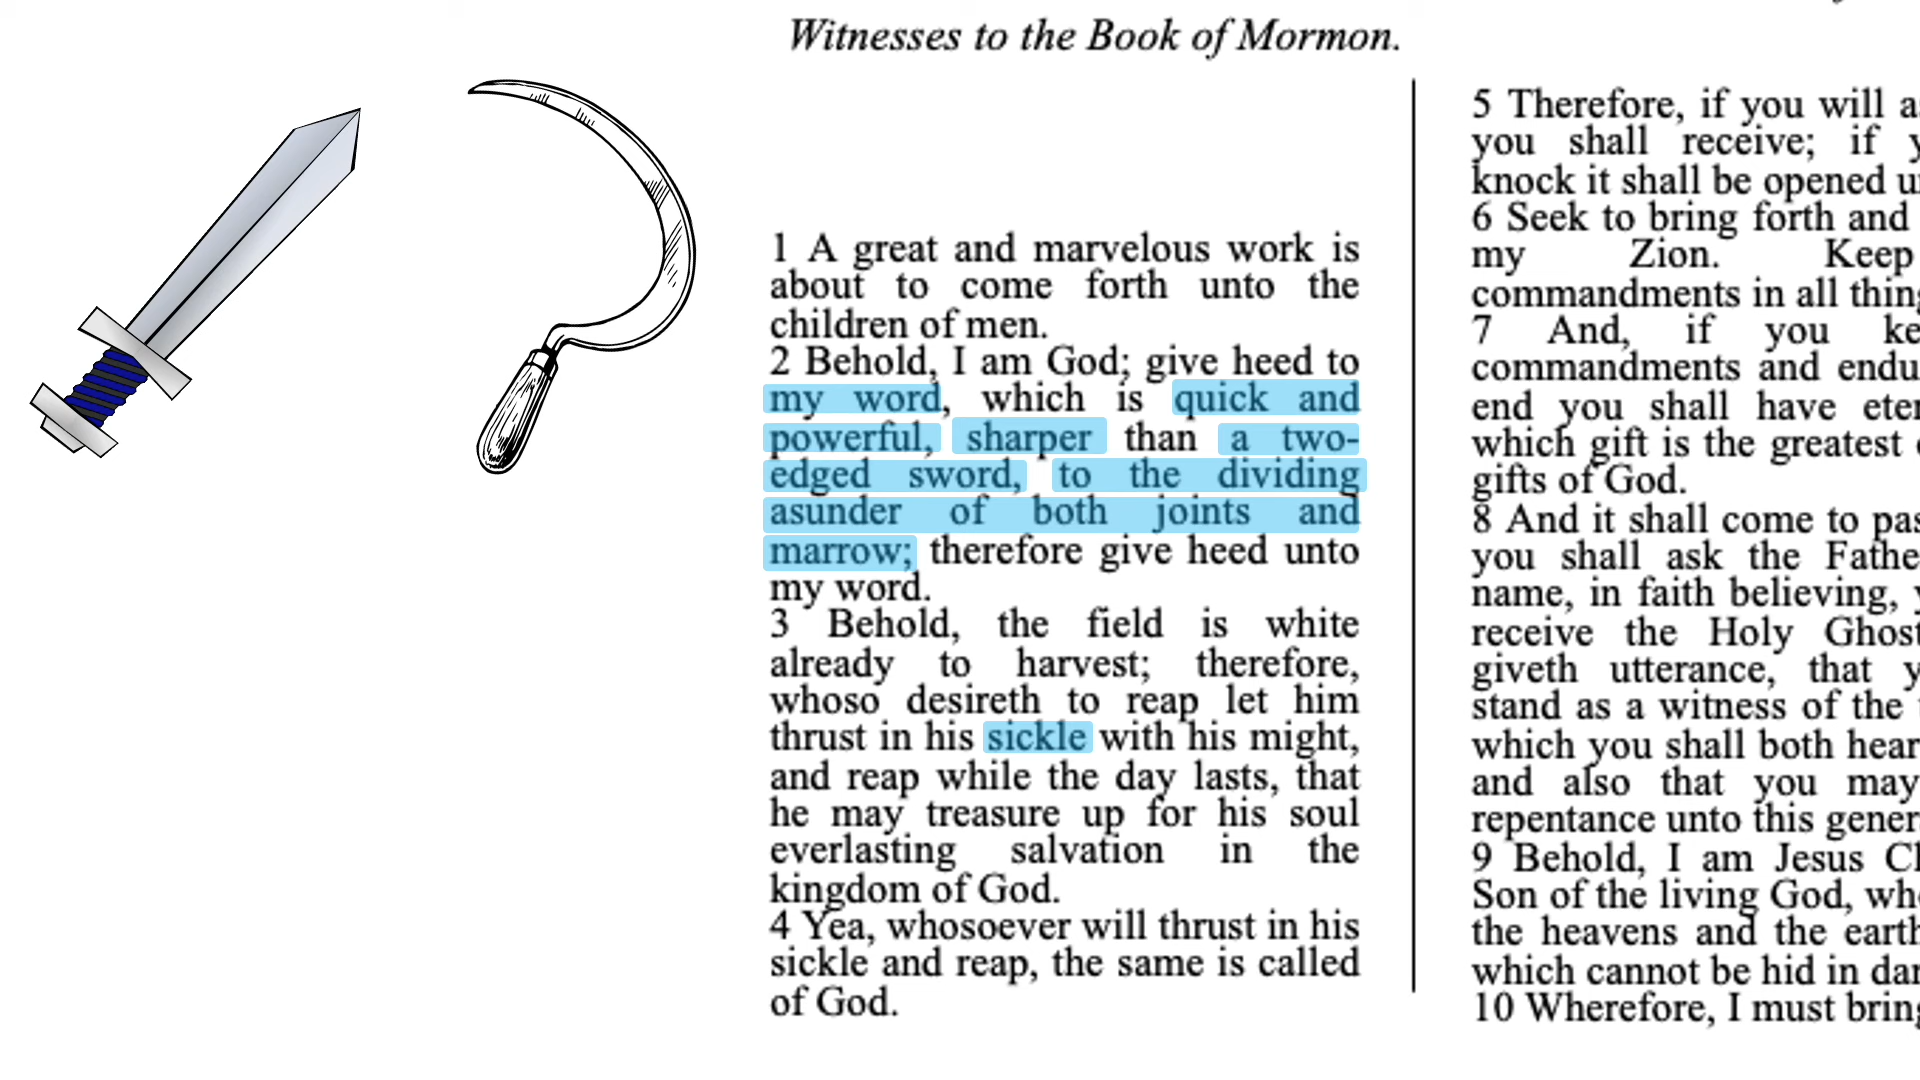 Witnesses to the Book of Mormon.
1 A great and marvelous work is
about to come forth unto the
children of men.
2 Behold, I am God; give heed to
my word, which is quick and
powerful, sharper than a two-
edged sword, to the dividing
asunder of both joints and
marrow; therefore give heed unto
my word.
3 Behold, the field is white
already to harvest; therefore,
whoso desireth to reap let him
thrust in his sickle with his might,
and reap while the day lasts, that
he may treasure up for his soul
everlasting salvation in the
kingdom of God.
4 Yea, whosoever will thrust in his
sickle and reap, the same is called
of God.
5 Therefore, if you will
you shall receive; if
knock it shall be opened
6 Seek to bring forth and
my Zion. Keep
commandments in all
7 And, if you
commandments and
end you shall have
which gift is the greatest
gifts of God.
8 And it shall come to
you shall ask the
name, in faith believing,
receive the Holy
giveth utterance, that
stand as a witness of the
which you shall both hear
and also that you may
repentance unto this
9 Behold, I am Jesus
Son of the living God,
the heavens and the earth
which cannot be hid in
10 Wherefore, I must bring